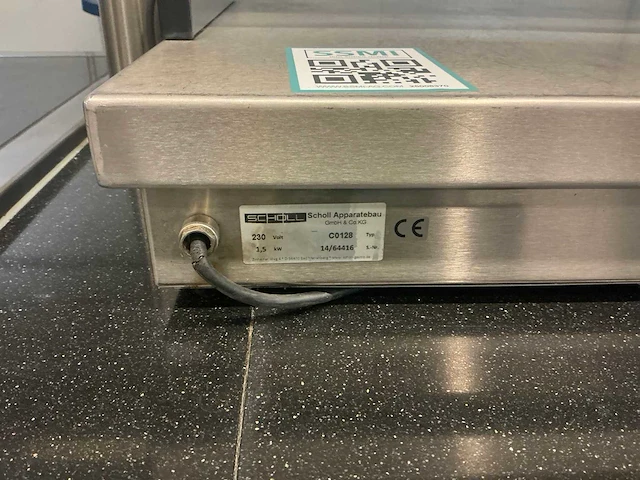 SSMI
SCHOLL Scholl Apparatebau
GmbH & Co KG
230 Volt C0128 Typ
1,5 kW 14/64416 S.-Nr.
CE